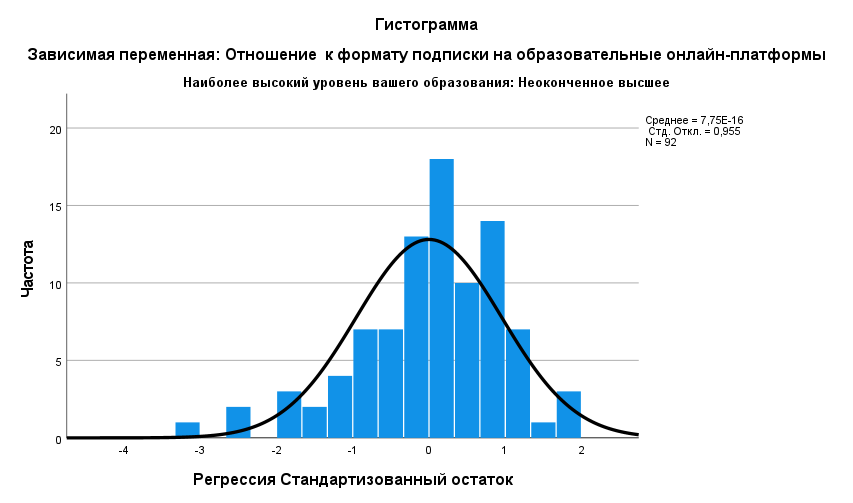 Гистограмма
Зависимая переменная: Отношение к формату подписки на образовательные онлайн-платформы
Наиболее высокий уровень вашего образования: Неоконченное высшее
Среднее = 7,75E-16
Стд. Откл. = 0,955
N = 92
Частота
20
15
10
5
0
-4 -3 -2 -1 0 1 2
Регрессия Стандартизованный остаток